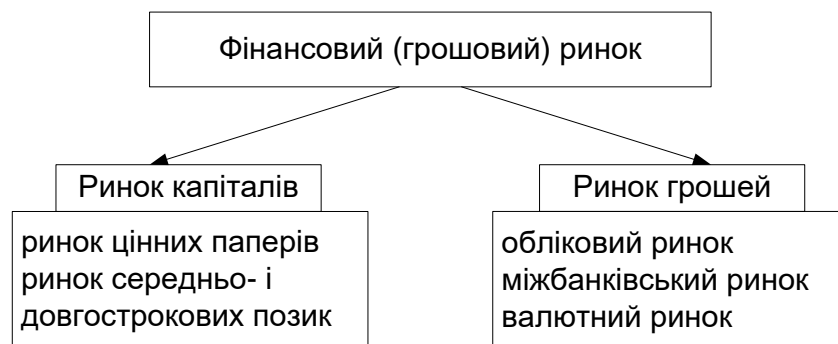 Фінансовий (грошовий) ринок
Ринок капіталів
ринок цінних паперів
ринок середньо- і
довгострокових позик
Ринок грошей
обліковий ринок
міжбанківський ринок
валютний ринок